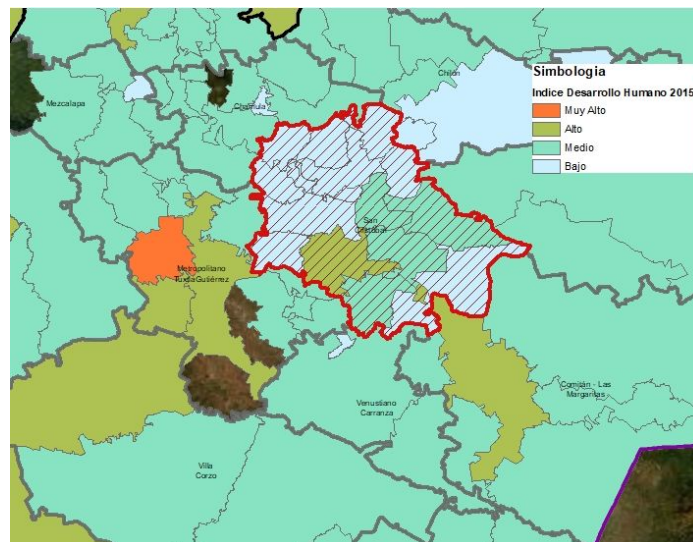 Simbologia
Indice Desarrollo Humano 2015
Muy Alto
Alto
Medio
Bajo
Chilón
Mezcalapa
San
Cristóbal
Metropolitano
Tuxtla Gutiérrez
Comitán - Las
Margaritas
Venustiano
Carranza
Villa
Corzo